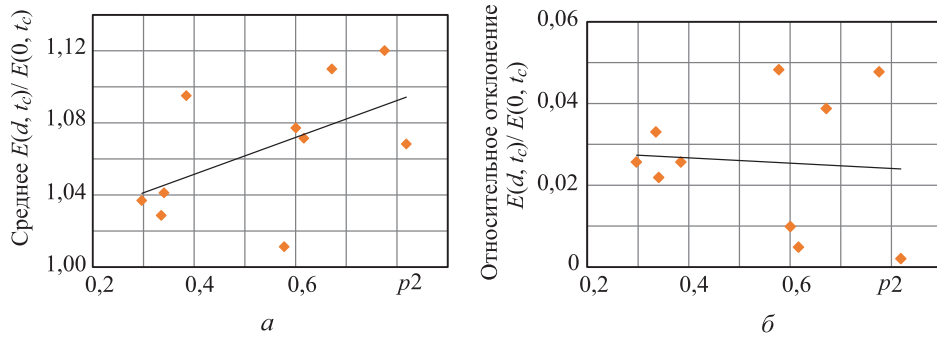 Среднее E(d, tc)/ E(0, tc)
1,12
1,08
1,04
1,00
0,2
0,4
0,6
p2
а
Относительное отклонение
E(d, tc)/ E(0, tc)
0,06
0,04
0,02
0
0,2
0,4
0,6
p2
б